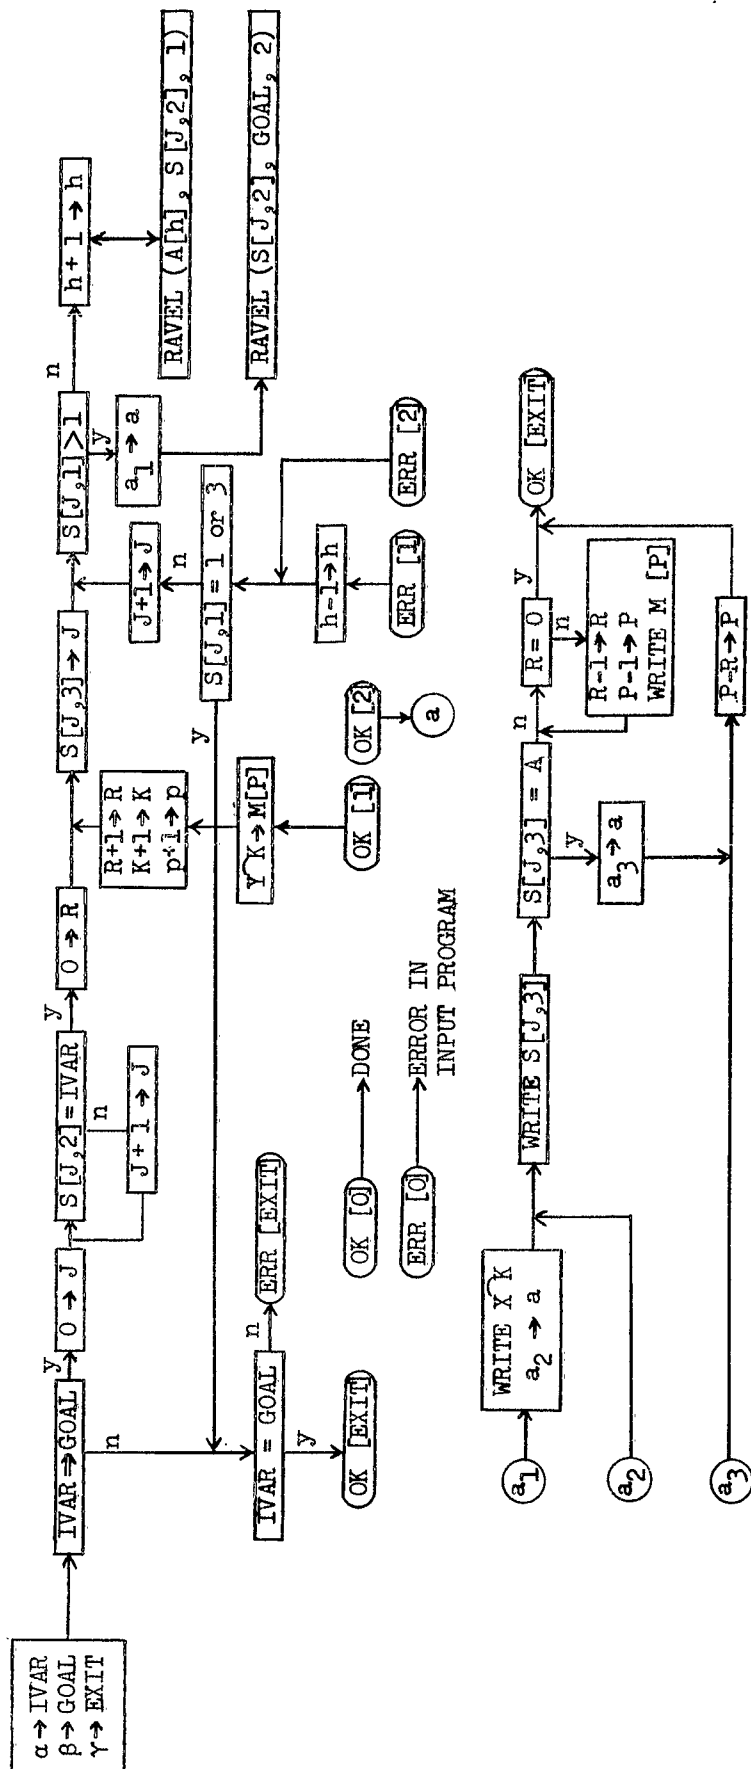 α→IVAR
β→GOAL
γ→EXIT
IVAR⇒GOAL
y
n
0→J
S[J,2]=IVAR
y
n
J+1→J
0→R
R+1→R
K+1→K
p+1→p
S[J,3]→J
S[J,1]>1
n
y
h+1→h
RAVEL (A[h], S[J,2], 1)
a1→a
RAVEL (S[J,2], GOAL, 2)
J+1→J
n
S[J,1]=1 or 3
y
h-1→h
ERR [1]
ERR [2]
Y⁀K→M[P]
OK [1]
OK [2]
a
IVAR = GOAL
n
y
ERR [EXIT]
OK [EXIT]
OK [0]
DONE
ERR [0]
ERROR IN
INPUT PROGRAM
a1
WRITE X⁀K
a2→a
a2
WRITE S[J,3]
S[J,3]=A
n
y
a3→a
R=0
y
n
OK [EXIT]
R-1→R
P-1→P
WRITE M [P]
a3
P-R→P